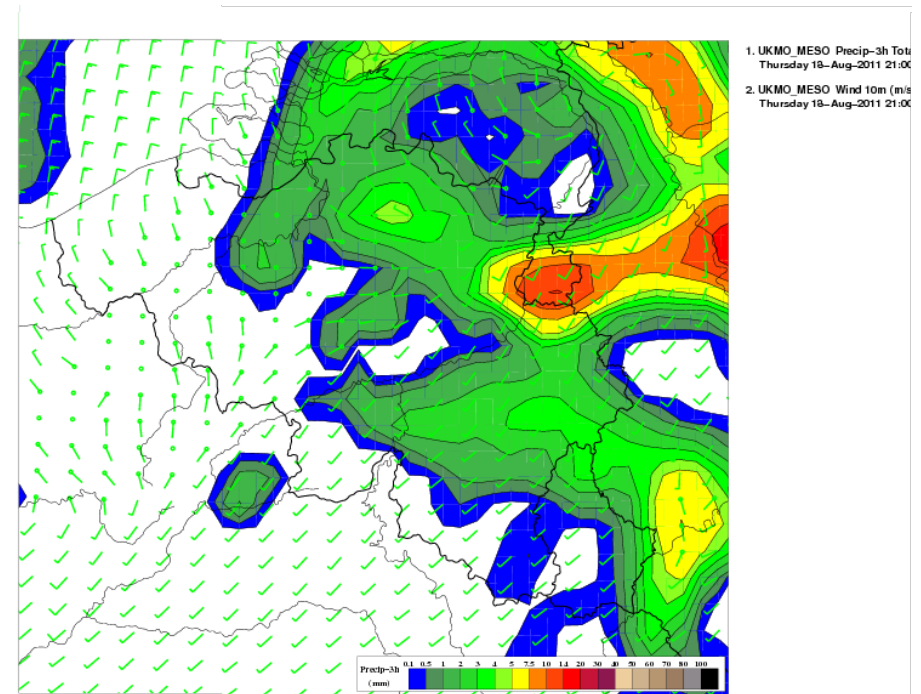 1. UKMO_MESO Precip-3h Tota
Thursday 18-Aug-2011 21:00
2. UKMO_MESO Wind 10m (m/s
Thursday 18-Aug-2011 21:00
Precip-3h
(mm)
0.1 0.5 1 2 3 4 5 7.5 10 14 20 30 40 50 60 70 80 100